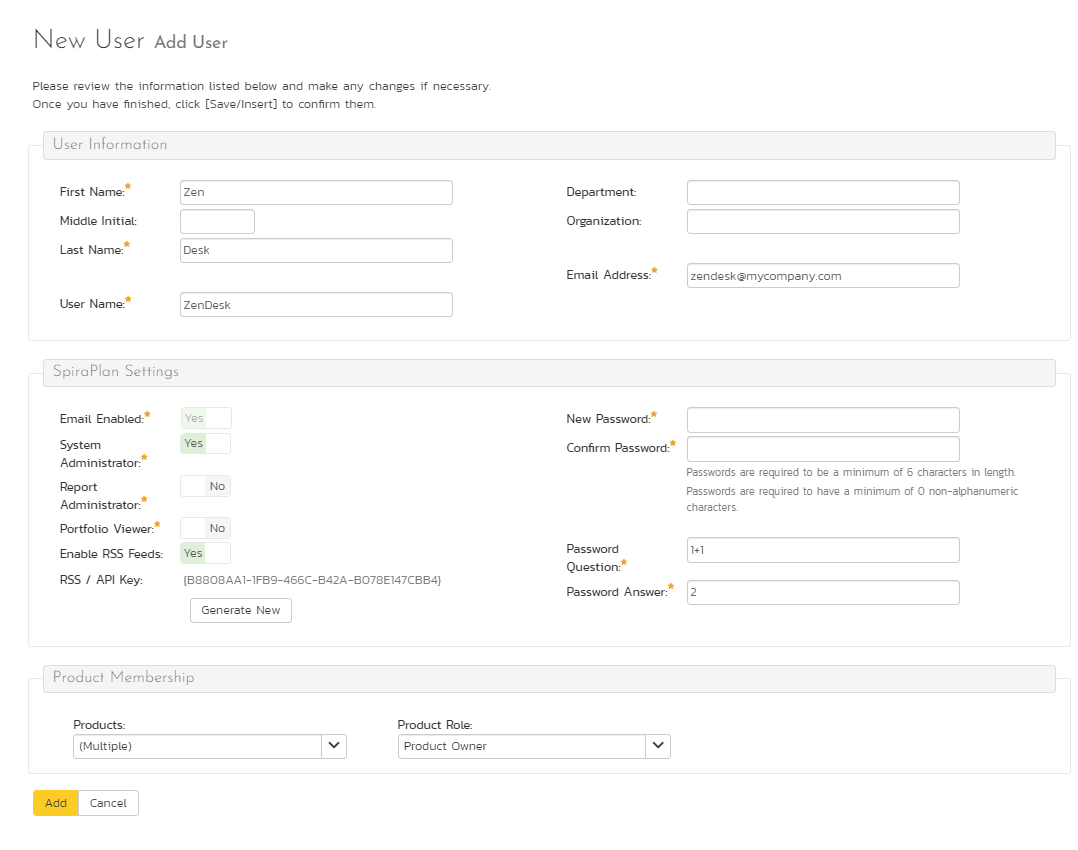 New User Add User
Please review the information listed below and make any changes if necessary.
Once you have finished, click [Save/Insert] to confirm them.
User Information
First Name:* Zen
Middle Initial:
Last Name:* Desk
User Name:* ZenDesk
Department:
Organization:
Email Address:* zendesk@mycompany.com
SpiraPlan Settings
Email Enabled:* Yes
System
Administrator:* Yes
Report
Administrator:* No
Portfolio Viewer:* No
Enable RSS Feeds: Yes
RSS / API Key: {B8808AA1-1FB9-466C-B42A-B078E147CBB4}
Generate New
New Password:*
Confirm Password:*
Passwords are required to be a minimum of 6 characters in length.
Passwords are required to have a minimum of 0 non-alphanumeric
characters.
Password
Question:* 1+1
Password Answer:* 2
Product Membership
Products:
(Multiple)
Product Role:
Product Owner
Add Cancel